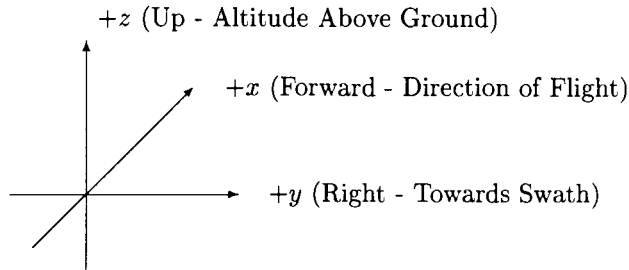 +z (Up - Altitude Above Ground)
+x (Forward - Direction of Flight)
+y (Right - Towards Swath)